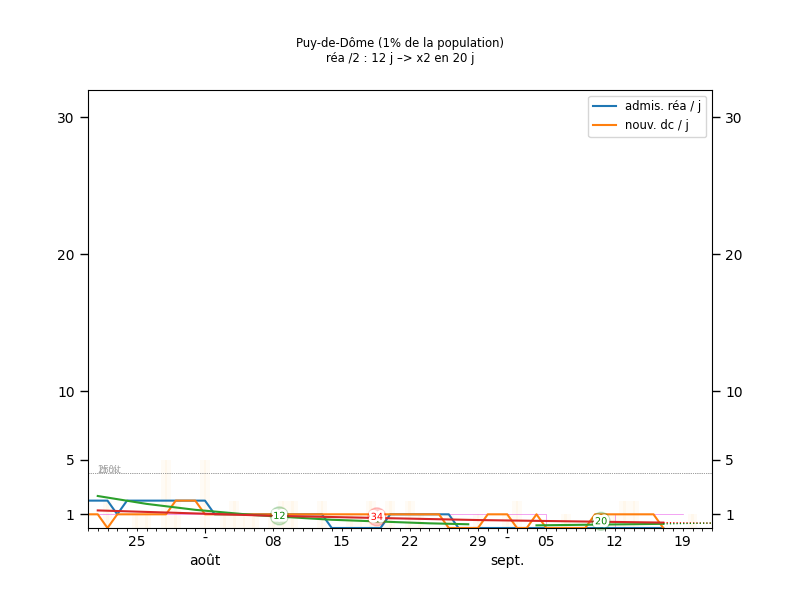 Puy-de-Dôme (1% de la population)
réa /2 : 12 j –> x2 en 20 j
admis. réa / j
nouv. dc / j
30 30
20 20
10 10
5 5
1 1
12 34 20
25 - 08 15 22 29 - 05 12 19
août sept.